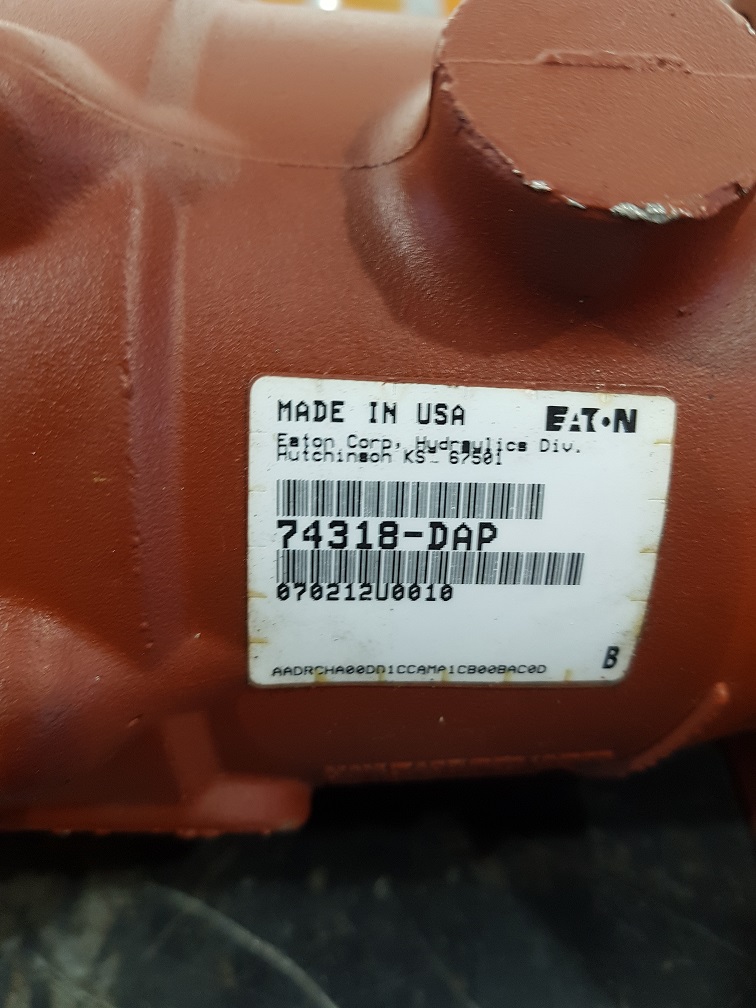 MADE IN USA
EATON
Eaton Corp, Hydraulics Div.
Hutchinson KS 67501
74318-DAP
070212U0010
AADRCHA00DD1CCAMA1CB00BAC0D
B